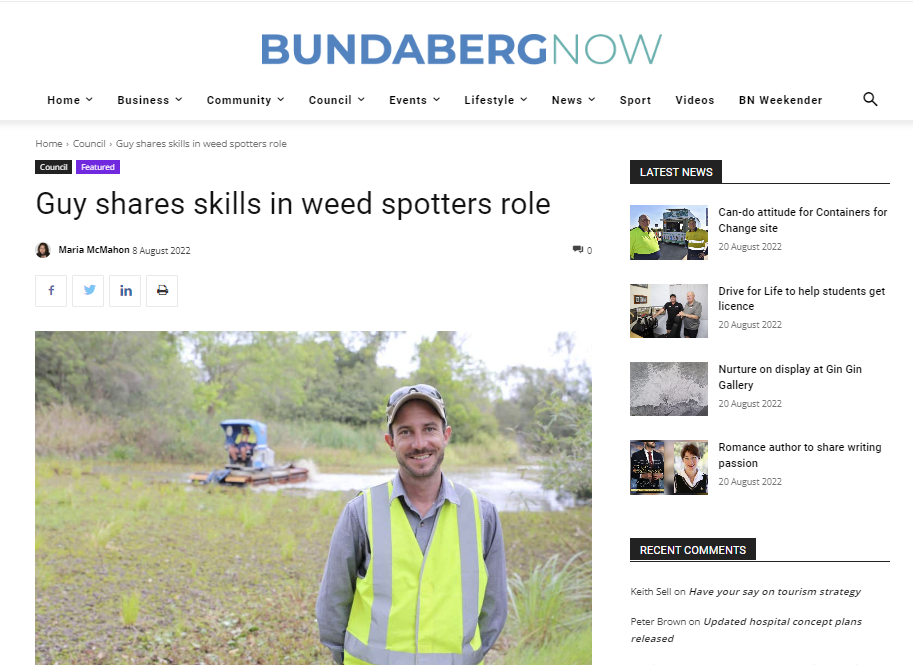 BUNDABERGNOW
Home Business Community Council Events Lifestyle News Sport Videos BN Weekender
Home › Council › Guy shares skills in weed spotters role
Council Featured
Guy shares skills in weed spotters role
Maria McMahon 8 August 2022 0
LATEST NEWS
Can-do attitude for Containers for
Change site
20 August 2022
Drive for Life to help students get
licence
20 August 2022
Nurture on display at Gin Gin
Gallery
20 August 2022
Romance author to share writing
passion
20 August 2022
RECENT COMMENTS
Keith Sell on Have your say on tourism strategy
Peter Brown on Updated hospital concept plans
released